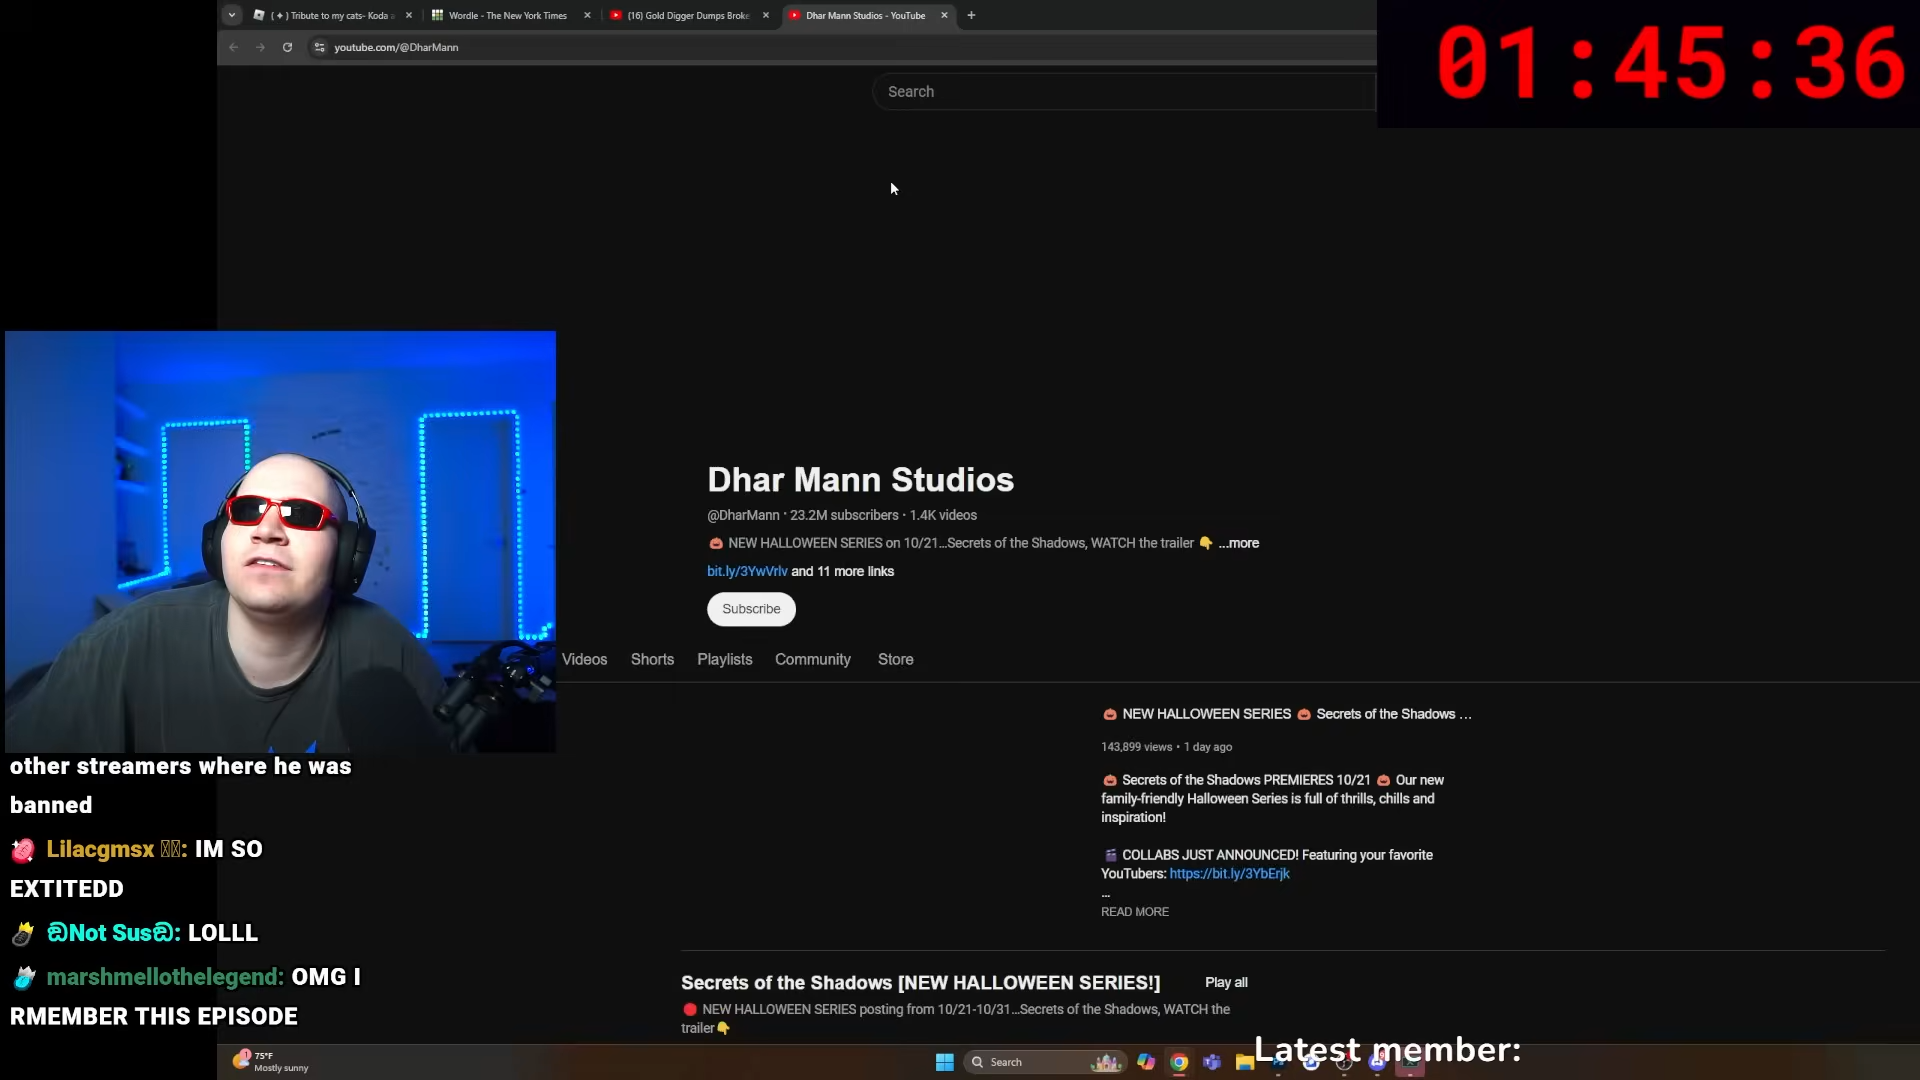 ( ✦ ) Tribute to my cats- Koda
Wordle - The New York Times
(16) Gold Digger Dumps Broke
Dhar Mann Studios - YouTube
youtube.com/@DharMann
01:45:36
Search
Dhar Mann Studios
@DharMann · 23.2M subscribers · 1.4K videos
🎃 NEW HALLOWEEN SERIES on 10/21...Secrets of the Shadows, WATCH the trailer 👇 ...more
bit.ly/3YwVrlv and 11 more links
Subscribe
Videos Shorts Playlists Community Store
🎃 NEW HALLOWEEN SERIES 🎃 Secrets of the Shadows ...
143,899 views • 1 day ago
🎃 Secrets of the Shadows PREMIERES 10/21 🎃 Our new
family-friendly Halloween Series is full of thrills, chills and
inspiration!
🎬 COLLABS JUST ANNOUNCED! Featuring your favorite
YouTubers: https://bit.ly/3YbErjk
...
READ MORE
Secrets of the Shadows [NEW HALLOWEEN SERIES!] Play all
🔴 NEW HALLOWEEN SERIES posting from 10/21-10/31...Secrets of the Shadows, WATCH the
trailer👇
other streamers where he was
banned
Lilacgmsx: IM SO
EXTITEDD
ඞNot Susඞ: LOLLL
marshmellothelegend: OMG I
RMEMBER THIS EPISODE
Latest member:
1
75°F
Mostly sunny
Search